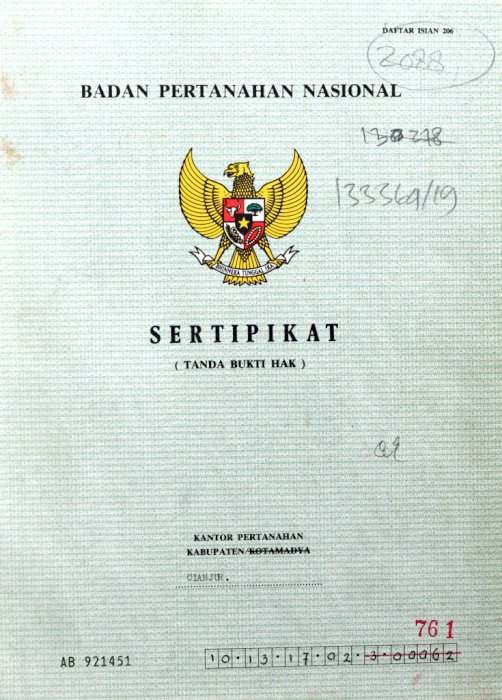 DAFTAR ISIAN 206
2088
BADAN PERTANAHAN NASIONAL
133369/19
BHINNEKA TUNGGAL IKA
SERTIPIKAT
( TANDA BUKTI HAK )
KANTOR PERTANAHAN
KABUPATEN/KOTAMADYA
CIANJUR.
761
AB 921451
10.13.17.02.3.00062